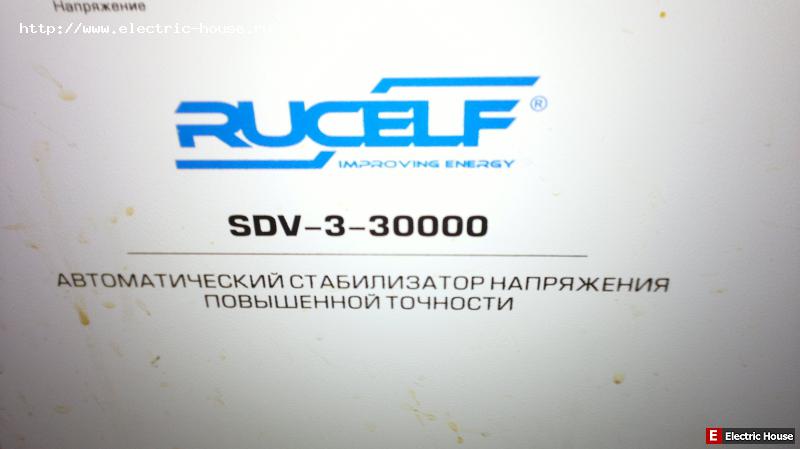 Напряжение
http://www.electric-house.ru
RUCELF®
IMPROVING ENERGY
SDV-3-30000
АВТОМАТИЧЕСКИЙ СТАБИЛИЗАТОР НАПРЯЖЕНИЯ
ПОВЫШЕННОЙ ТОЧНОСТИ
E Electric House